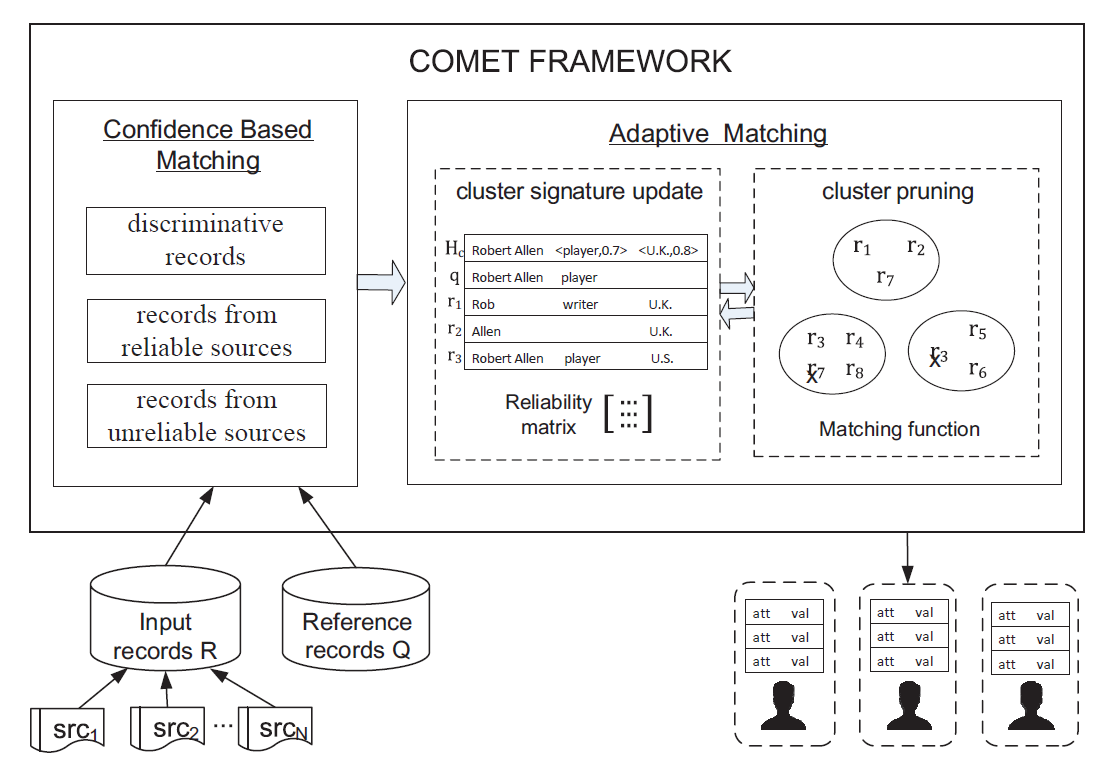 COMET FRAMEWORK
Confidence Based
Matching
discriminative
records
records from
reliable sources
records from
unreliable sources
Adaptive Matching
cluster signature update
Hc Robert Allen <player,0.7> <U.K.,0.8>
q Robert Allen player
r1 Rob writer U.K.
r2 Allen U.K.
r3 Robert Allen player U.S.
Reliability
matrix
cluster pruning
r1 r2
r7
r3 r4
r7 r8
x
r5
r3
x
r6
Matching function
Input
records R
Reference
records Q
src1 src2 ... srcN
att val
att val
att val
att val
att val
att val
att val
att val
att val